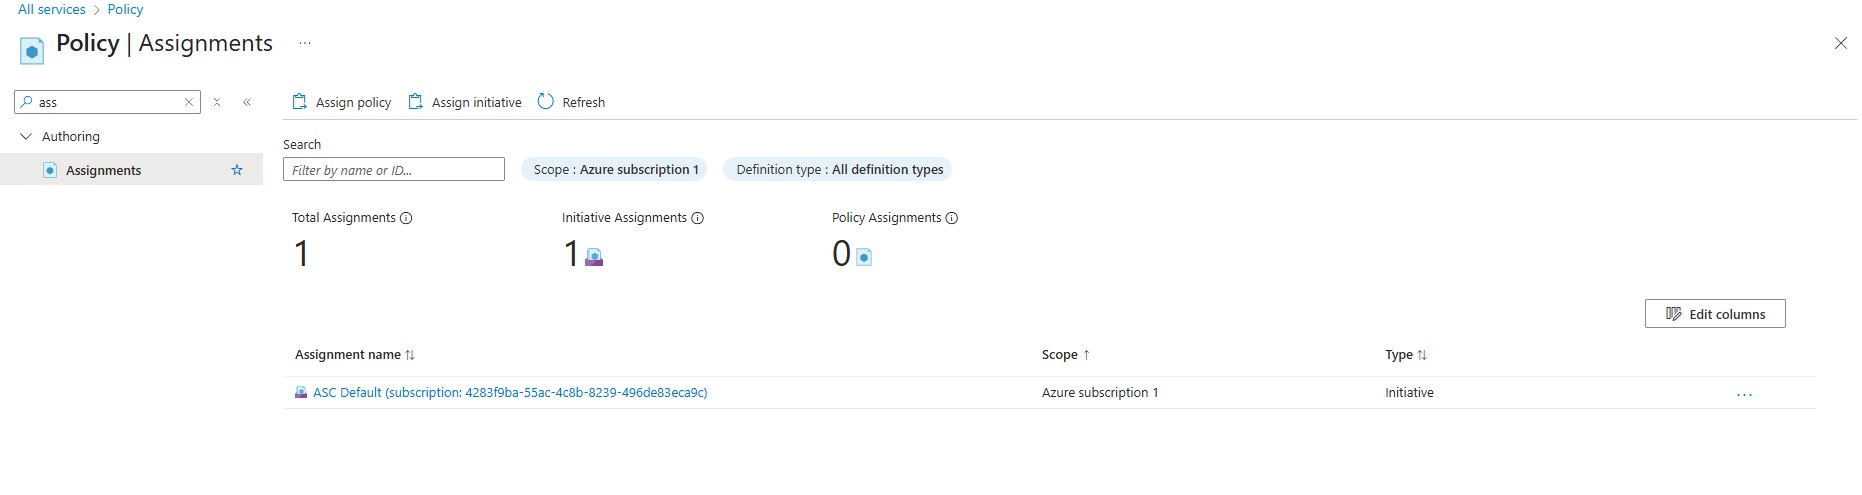 All services > Policy
Policy | Assignments ...
ass
Authoring
Assignments
Assign policy Assign initiative Refresh
Search
Filter by name or ID...
Scope : Azure subscription 1
Definition type : All definition types
Total Assignments Initiative Assignments Policy Assignments
1 1 0
Edit columns
Assignment name Scope Type
ASC Default (subscription: 4283f9ba-55ac-4c8b-8239-496de83eca9c) Azure subscription 1 Initiative ...